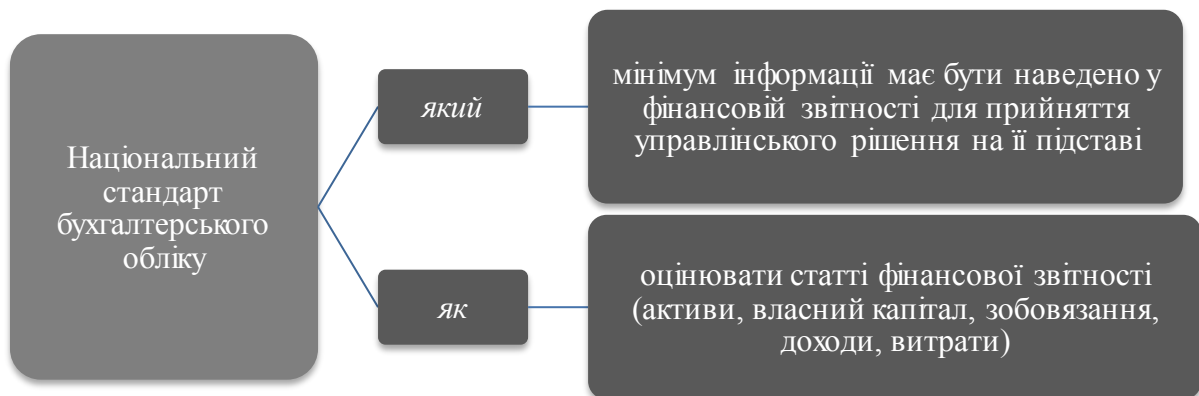 Національний
стандарт
бухгалтерського
обліку
який
мінімум інформації має бути наведено у
фінансовій звітності для прийняття
управлінського рішення на її підставі
як
оцінювати статті фінансової звітності
(активи, власний капітал, зобовязання,
доходи, витрати)